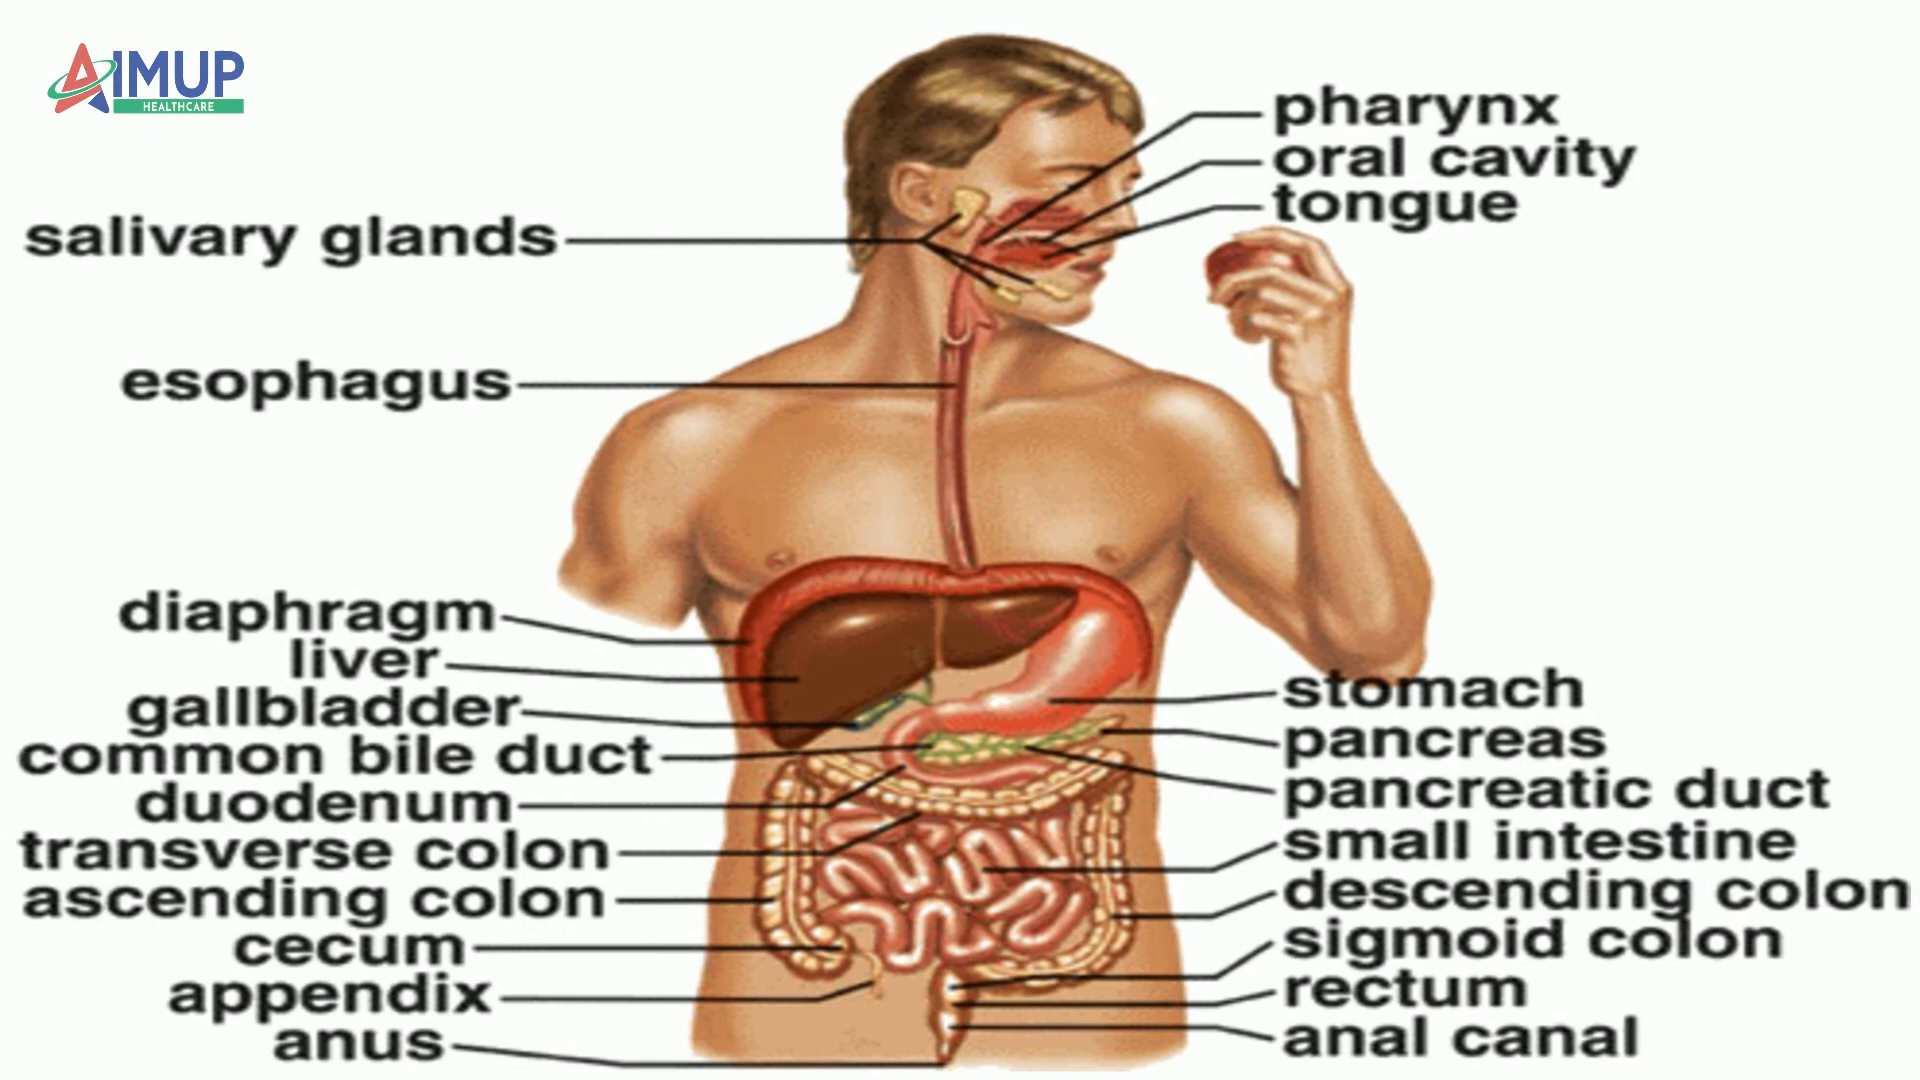 AIMUP
HEALTHCARE
pharynx
oral cavity
tongue
salivary glands
esophagus
diaphragm
liver
gallbladder
common bile duct
duodenum
transverse colon
ascending colon
cecum
appendix
anus
stomach
pancreas
pancreatic duct
small intestine
descending colon
sigmoid colon
rectum
anal canal